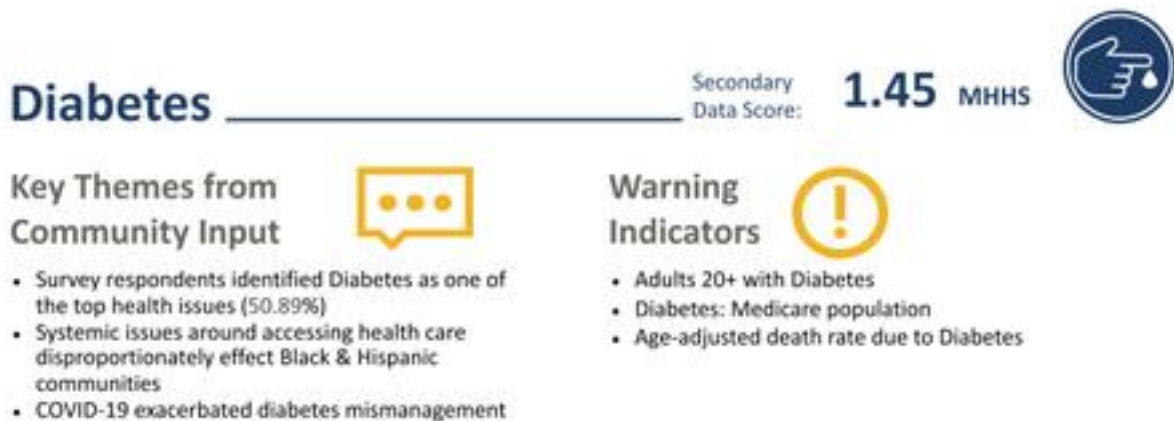 Diabetes
Secondary
Data Score:
1.45 MHHS
Key Themes from
Community Input
• Survey respondents identified Diabetes as one of
the top health issues (50.89%)
• Systemic issues around accessing health care
disproportionately effect Black & Hispanic
communities
• COVID-19 exacerbated diabetes mismanagement
Warning
Indicators
• Adults 20+ with Diabetes
• Diabetes: Medicare population
• Age-adjusted death rate due to Diabetes